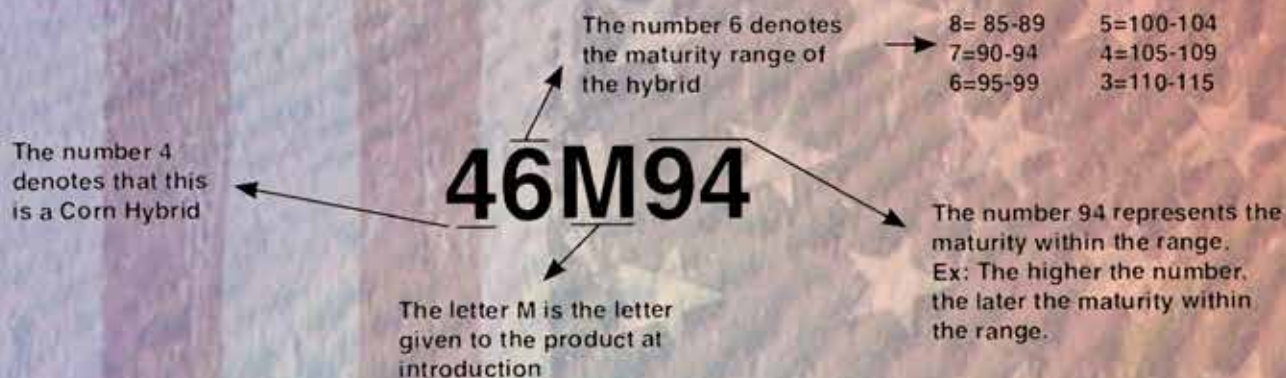 The number 6 denotes
the maturity range of
the hybrid
8= 85-89 5=100-104
7=90-94 4=105-109
6=95-99 3=110-115
The number 4
denotes that this
is a Corn Hybrid
46M94
The number 94 represents the
maturity within the range.
Ex: The higher the number,
the later the maturity within
the range.
The letter M is the letter
given to the product at
introduction